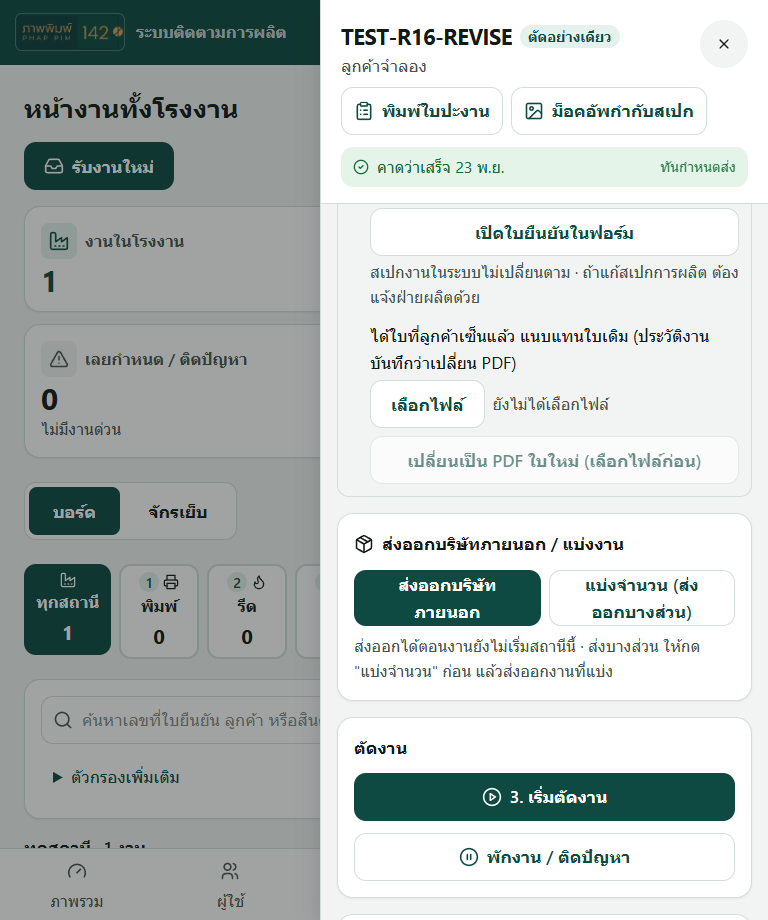 ภาพพิมพ์
PHAP PIM
142
ระบบติดตามการผลิต
หน้างานทั้งโรงงาน
รับงานใหม่
งานในโรงงาน
1
เลยกำหนด / ติดปัญหา
0
ไม่มีงานด่วน
บอร์ด
จักรเย็บ
ทุกสถานี
1
1
พิมพ์
0
2
รีด
0
ค้นหาเลขที่ใบยืนยัน ลูกค้า หรือสิน
ตัวกรองเพิ่มเติม
ทุกสถานี · 1 งาน
ภาพรวม
ผู้ใช้
TEST-R16-REVISE
ตัดอย่างเดียว
ลูกค้าจำลอง
พิมพ์ใบปะงาน
ม็อคอัพกำกับสเปก
คาดว่าเสร็จ 23 พ.ย.
ทันกำหนดส่ง
เปิดใบยืนยันในฟอร์ม
สเปกงานในระบบไม่เปลี่ยนตาม · ถ้าแก้สเปกการผลิต ต้อง
แจ้งฝ่ายผลิตด้วย
ได้ใบที่ลูกค้าเซ็นแล้ว แนบแทนใบเดิม (ประวัติงาน
บันทึกว่าเปลี่ยน PDF)
เลือกไฟล์
ยังไม่ได้เลือกไฟล์
เปลี่ยนเป็น PDF ใบใหม่ (เลือกไฟล์ก่อน)
ส่งออกบริษัทภายนอก / แบ่งงาน
ส่งออกบริษัท
ภายนอก
แบ่งจำนวน (ส่ง
ออกบางส่วน)
ส่งออกได้ตอนงานยังไม่เริ่มสถานีนี้ · ส่งบางส่วน ให้กด
"แบ่งจำนวน" ก่อน แล้วส่งออกงานที่แบ่ง
ตัดงาน
3. เริ่มตัดงาน
พักงาน / ติดปัญหา